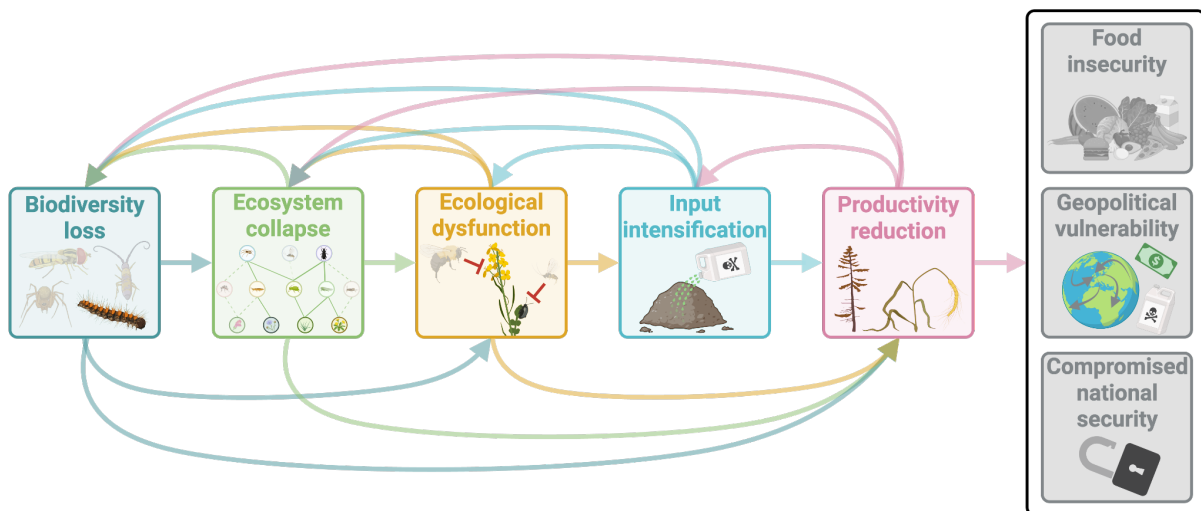 Biodiversity
loss
Ecosystem
collapse
Ecological
dysfunction
Input
intensification
Productivity
reduction
Food
insecurity
Geopolitical
vulnerability
$
Compromised
national
security